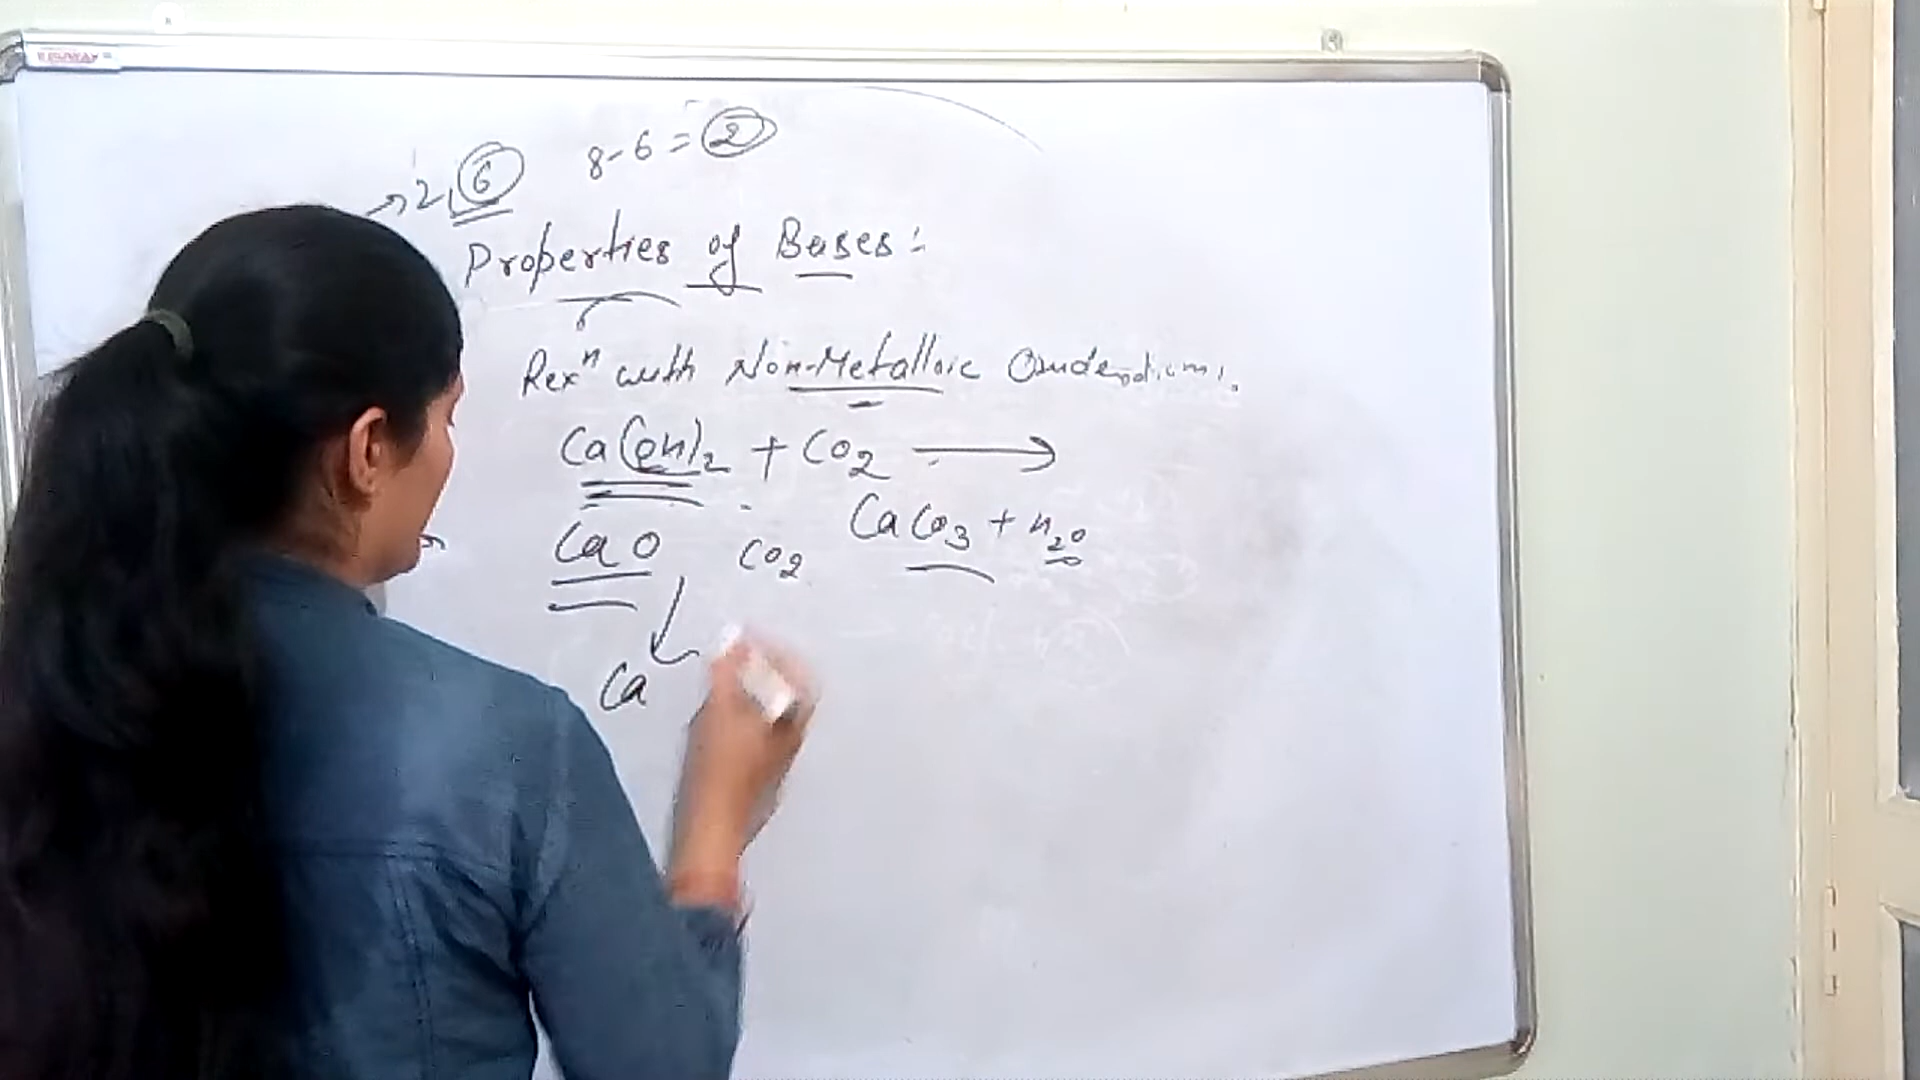 8-6=2
→2,6
Properties of Bases:
Rexⁿ with Non-Metallic
Ca(OH)₂ + CO₂ →
CaCO₃ + H₂O
CaO CO₂
Ca